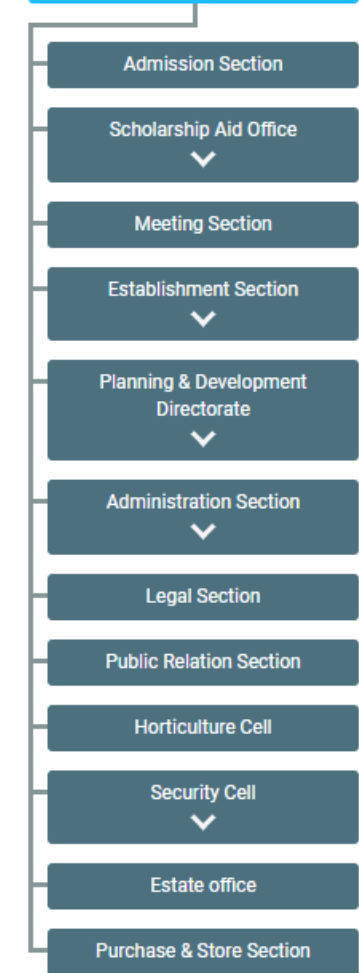 Admission Section
Scholarship Aid Office
Meeting Section
Establishment Section
Planning & Development
Directorate
Administration Section
Legal Section
Public Relation Section
Horticulture Cell
Security Cell
Estate office
Purchase & Store Section